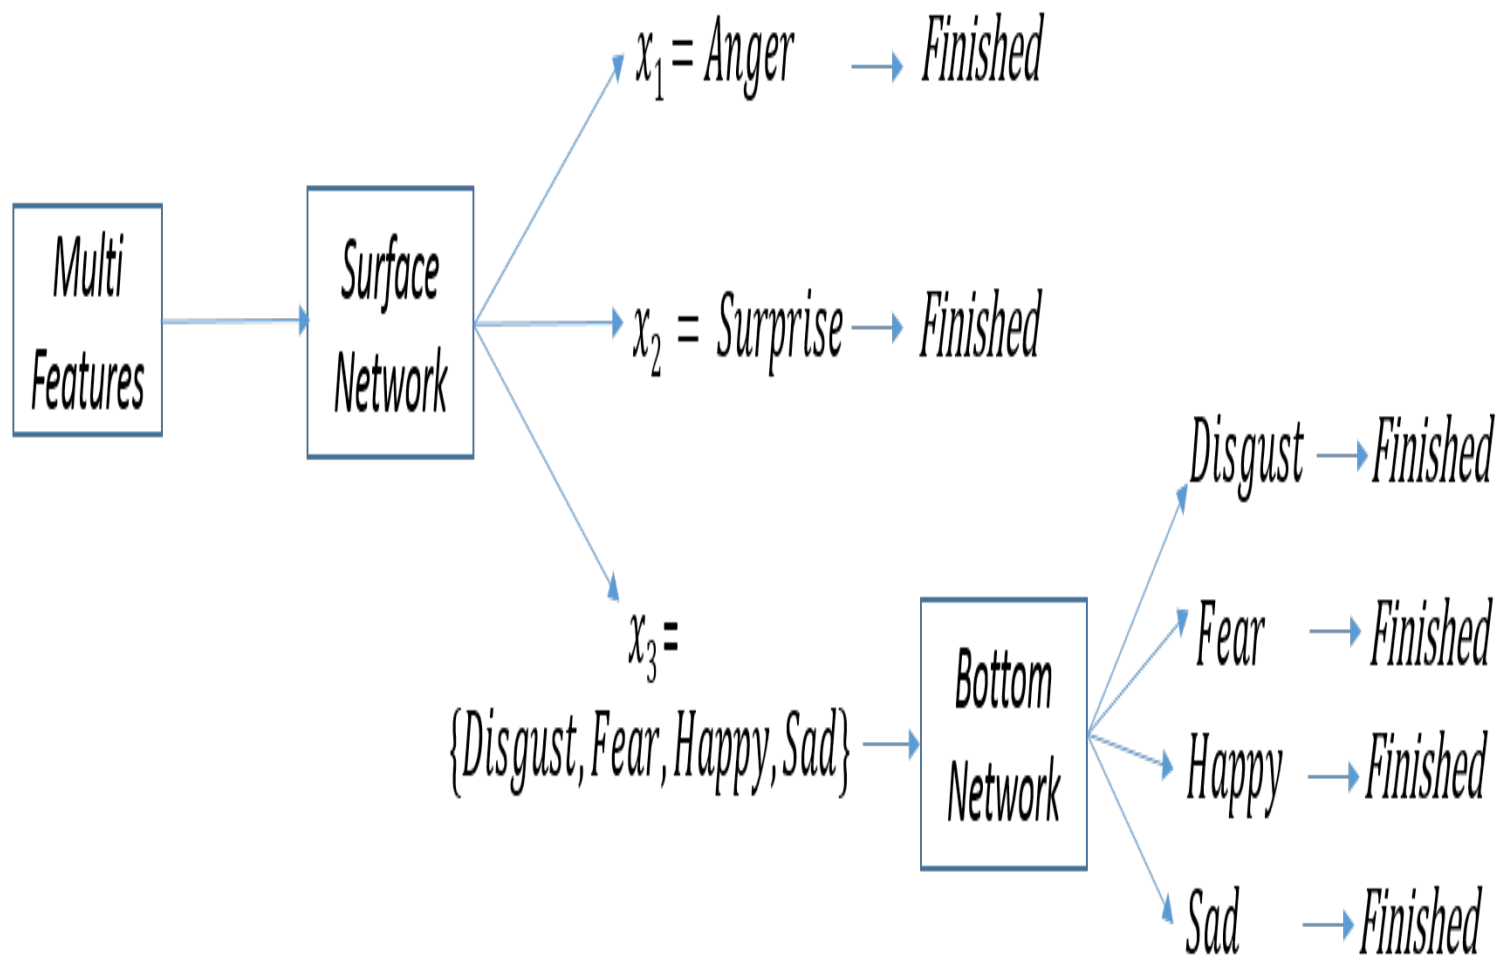 x₁ = Anger
Finished
Multi
Features
Surface
Network
x₂ = Surprise
Finished
x₃ =
{Disgust, Fear, Happy, Sad}
Bottom
Network
Disgust
Finished
Fear
Finished
Happy
Finished
Sad
Finished